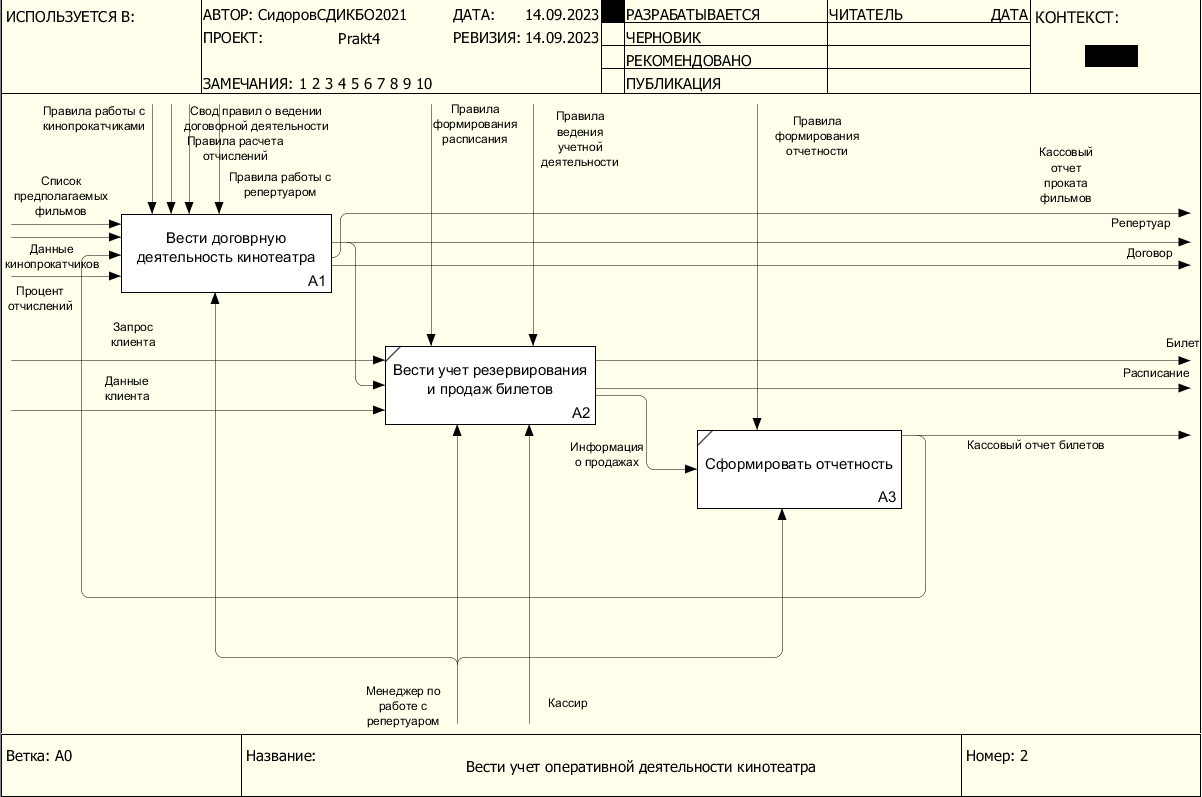 ИСПОЛЬЗУЕТСЯ В:
АВТОР: СидоровСДИКБО2021
ДАТА: 14.09.2023
ПРОЕКТ: Prakt4
РЕВИЗИЯ: 14.09.2023
ЗАМЕЧАНИЯ: 1 2 3 4 5 6 7 8 9 10
РАЗРАБАТЫВАЕТСЯ
ЧЕРНОВИК
РЕКОМЕНДОВАНО
ПУБЛИКАЦИЯ
ЧИТАТЕЛЬ
ДАТА
КОНТЕКСТ:
Правила работы с
кинопрокатчиками
Свод правил о ведении
договорной деятельности
Правила расчета
отчислений
Правила работы с
репертуаром
Правила
формирования
расписания
Правила
ведения
учетной
деятельности
Правила
формирования
отчетности
Кассовый
отчет
проката
фильмов
Список
предполагаемых
фильмов
Данные
кинопрокатчиков
Процент
отчислений
Вести договрную
деятельность кинотеатра
A1
Репертуар
Договор
Запрос
клиента
Данные
клиента
Вести учет резервирования
и продаж билетов
A2
Билет
Расписание
Информация
о продажах
Сформировать отчетность
A3
Кассовый отчет билетов
Менеджер по
работе с
репертуаром
Кассир
Ветка: A0
Название:
Вести учет оперативной деятельности кинотеатра
Номер: 2